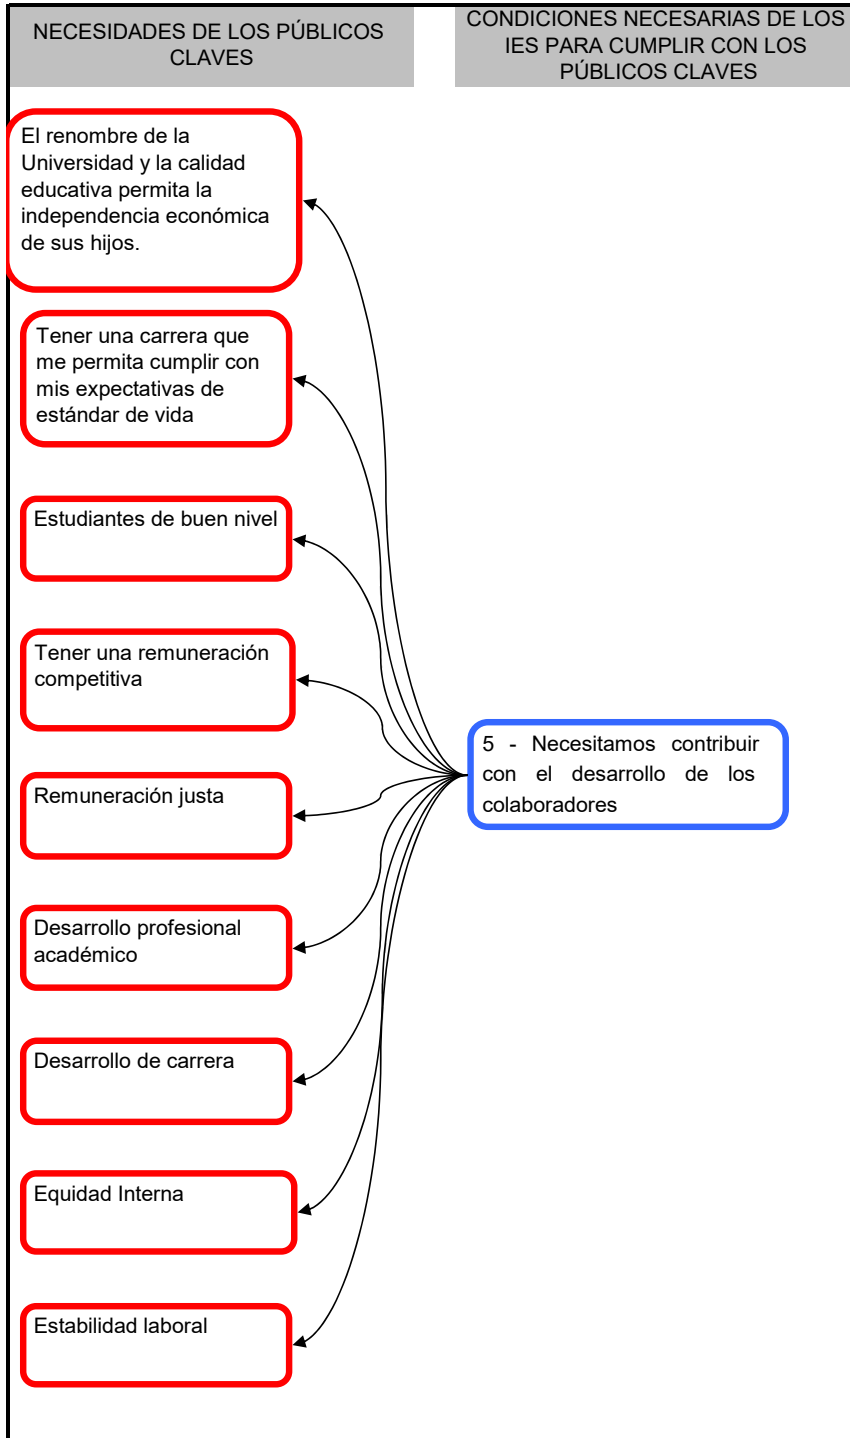 NECESIDADES DE LOS PÚBLICOS
CLAVES
CONDICIONES NECESARIAS DE LOS
IES PARA CUMPLIR CON LOS
PÚBLICOS CLAVES
El renombre de la
Universidad y la calidad
educativa permita la
independencia económica
de sus hijos.
Tener una carrera que
me permita cumplir con
mis expectativas de
estándar de vida
Estudiantes de buen nivel
Tener una remuneración
competitiva
5 - Necesitamos contribuir
con el desarrollo de los
colaboradores
Remuneración justa
Desarrollo profesional
académico
Desarrollo de carrera
Equidad Interna
Estabilidad laboral